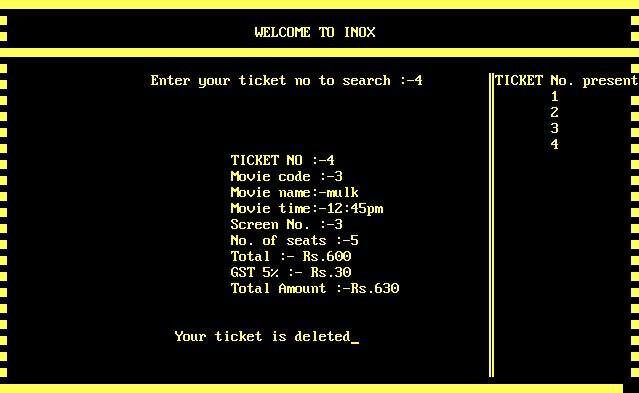 WELCOME TO INOX
Enter your ticket no to search :-4
TICKET No. present
1
2
3
4
TICKET NO :-4
Movie code :-3
Movie name:-mulk
Movie time:-12:45pm
Screen No. :-3
No. of seats :-5
Total :- Rs.600
GST 5% :- Rs.30
Total Amount :-Rs.630
Your ticket is deleted_